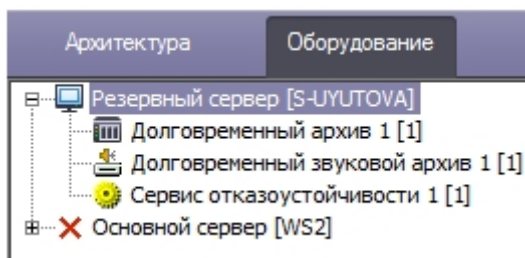 Архитектура Оборудование
Резервный сервер [S-UYUTOVA]
Долговременный архив 1 [1]
Долговременный звуковой архив 1 [1]
Сервис отказоустойчивости 1 [1]
Основной сервер [WS2]